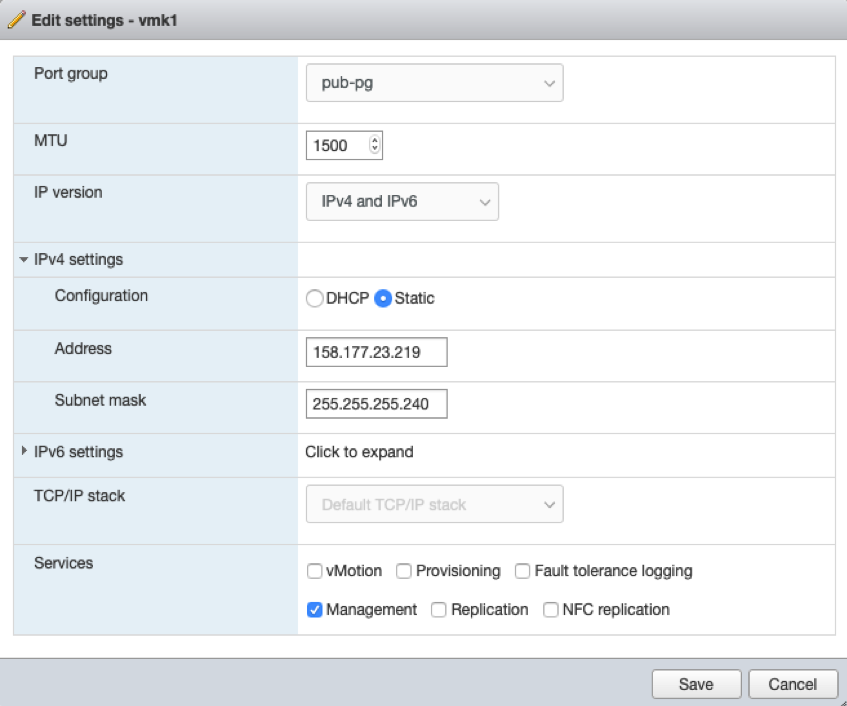 Edit settings - vmk1
Port group
pub-pg
MTU
1500
IP version
IPv4 and IPv6
IPv4 settings
Configuration
DHCP Static
Address
158.177.23.219
Subnet mask
255.255.255.240
IPv6 settings
Click to expand
TCP/IP stack
Default TCP/IP stack
Services
vMotion Provisioning Fault tolerance logging
Management Replication NFC replication
Save Cancel